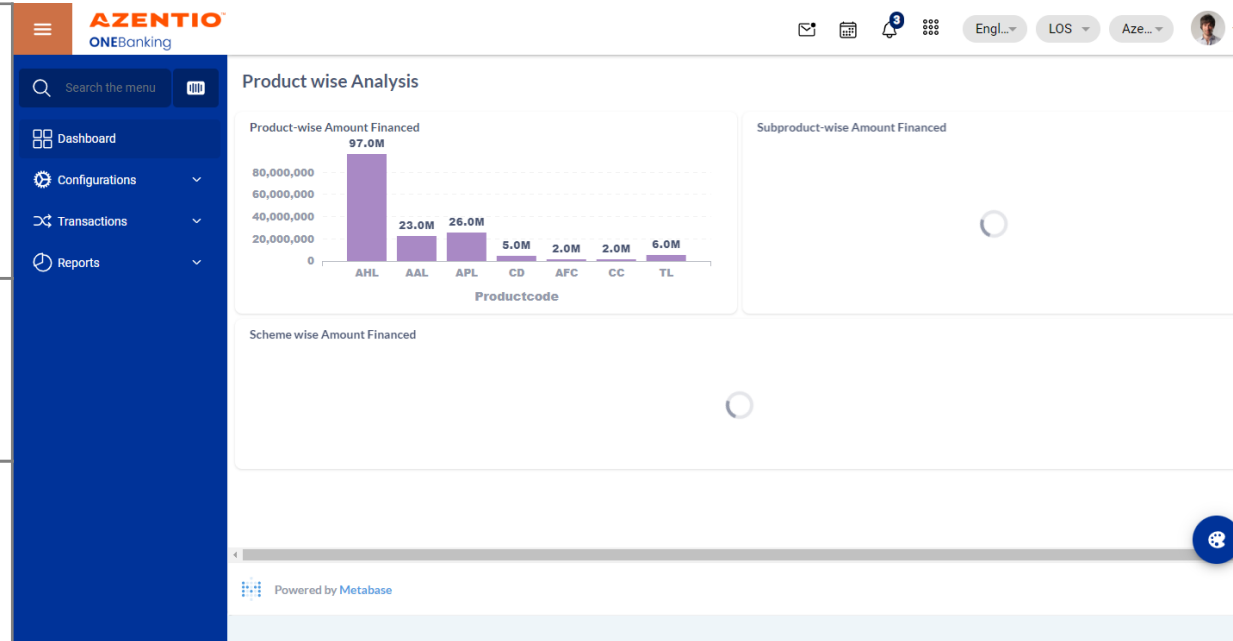 AZENTIO
ONEBanking
3
Engl...
LOS
Aze...
Search the menu
Dashboard
Configurations
Transactions
Reports
Product wise Analysis
Product-wise Amount Financed
97.0M
80,000,000
60,000,000
40,000,000
20,000,000
0
23.0M
26.0M
5.0M
2.0M
2.0M
6.0M
AHL AAL APL CD AFC CC TL
Productcode
Subproduct-wise Amount Financed
Scheme wise Amount Financed
Powered by Metabase